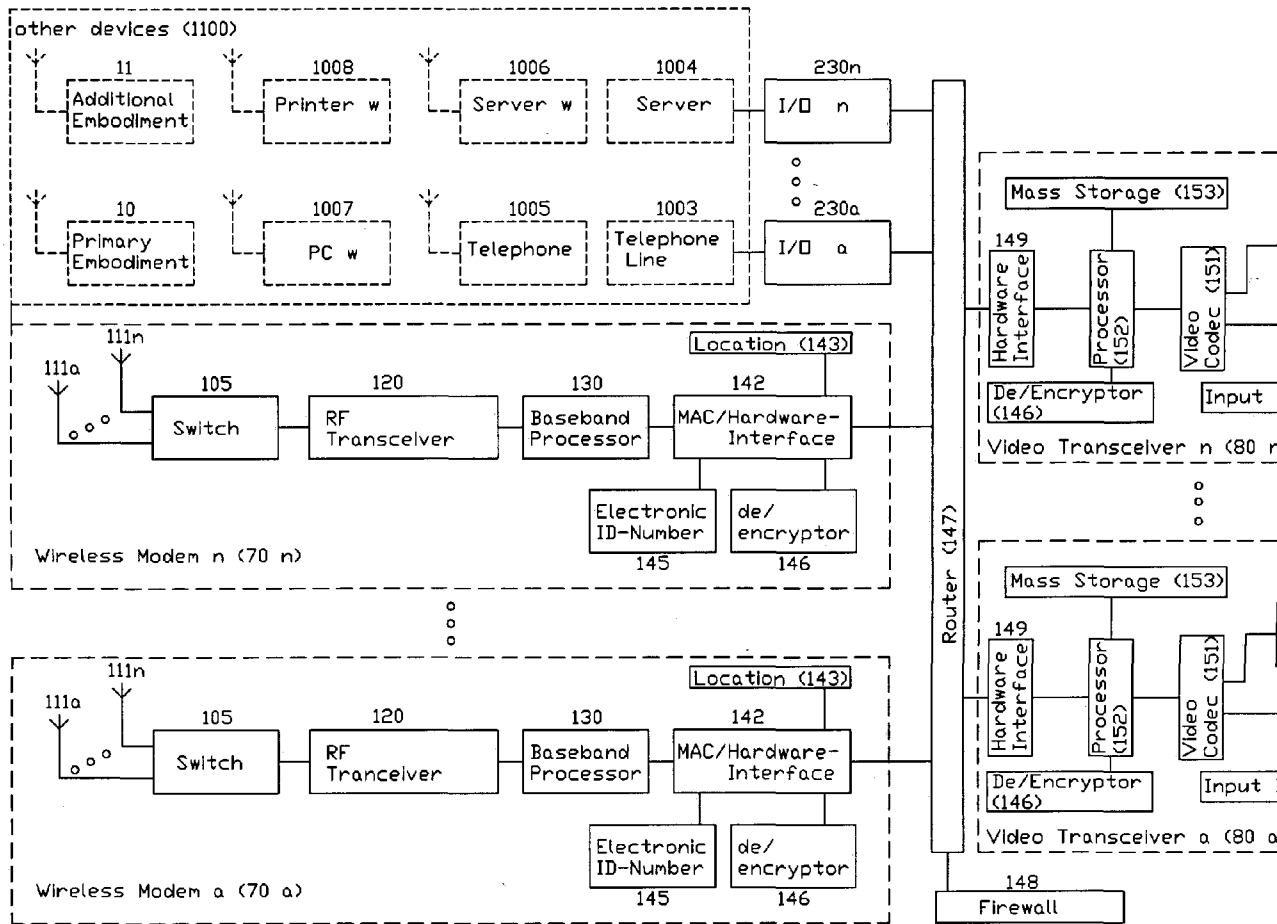 other devices (1100)
11
1008
1006
1004
230n
Additional
Embodiment
Printer w
Server w
Server
I/O n
10
1007
1005
1003
230a
Primary
Embodiment
PC w
Telephone
Telephone
Line
I/O a
111n
111a
105
120
130
142
Location (143)
Switch
RF
Transceiver
Baseband
Processor
MAC/Hardware-
Interface
Electronic
ID-Number
de/
encryptor
145
146
Wireless Modem n (70 n)
111n
111a
105
120
130
142
Location (143)
Switch
RF
Tranceiver
Baseband
Processor
MAC/Hardware-
Interface
Electronic
ID-Number
de/
encryptor
145
146
Wireless Modem a (70 a)
Router (147)
148
Firewall
Mass Storage (153)
149
Hardware
Interface
Processor
(152)
Video
Codec (151)
De/Encryptor
(146)
Input
Video Transceiver n (80 n
Mass Storage (153)
149
Hardware
Interface
Processor
(152)
Video
Codec (151)
De/Encryptor
(146)
Input
Video Transceiver a (80 a